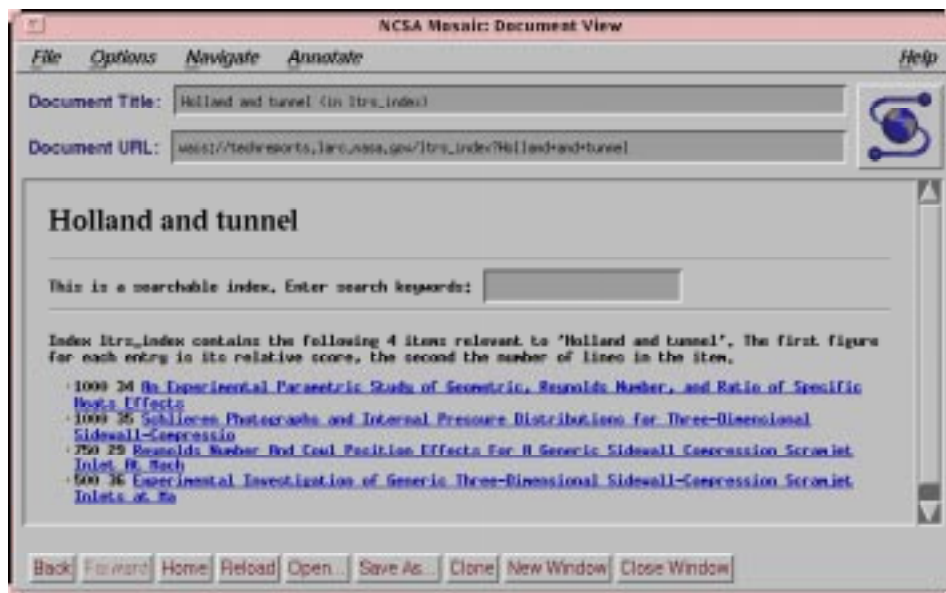 NCSA Mosaic: Document View
File Options Navigate Annotate Help
Document Title: Holland and tunnel (in ltrs_index)
Document URL: wais://techreports.larc.nasa.gov/ltrs_index?Holland+and+tunnel
Holland and tunnel
This is a searchable index. Enter search keywords:
Index ltrs_index contains the following 4 items relevant to 'Holland and tunnel'. The first figure
for each entry is its relative score, the second the number of lines in the item.
1000 34 An Experimental Parametric Study of Geometric, Reynolds Number, and Ratio of Specific
Heats Effects
1000 35 Schlieren Photographs and Internal Pressure Distributions for Three-Dimensional
Sidewall-Compressio
750 29 Reynolds Number And Cowl Position Effects For A Generic Sidewall Compression Scramjet
Inlet At Mach
500 36 Experimental Investigation of Generic Three-Dimensional Sidewall-Compression Scramjet
Inlets at Ma
Back Forward Home Reload Open... Save As... Clone New Window Close Window